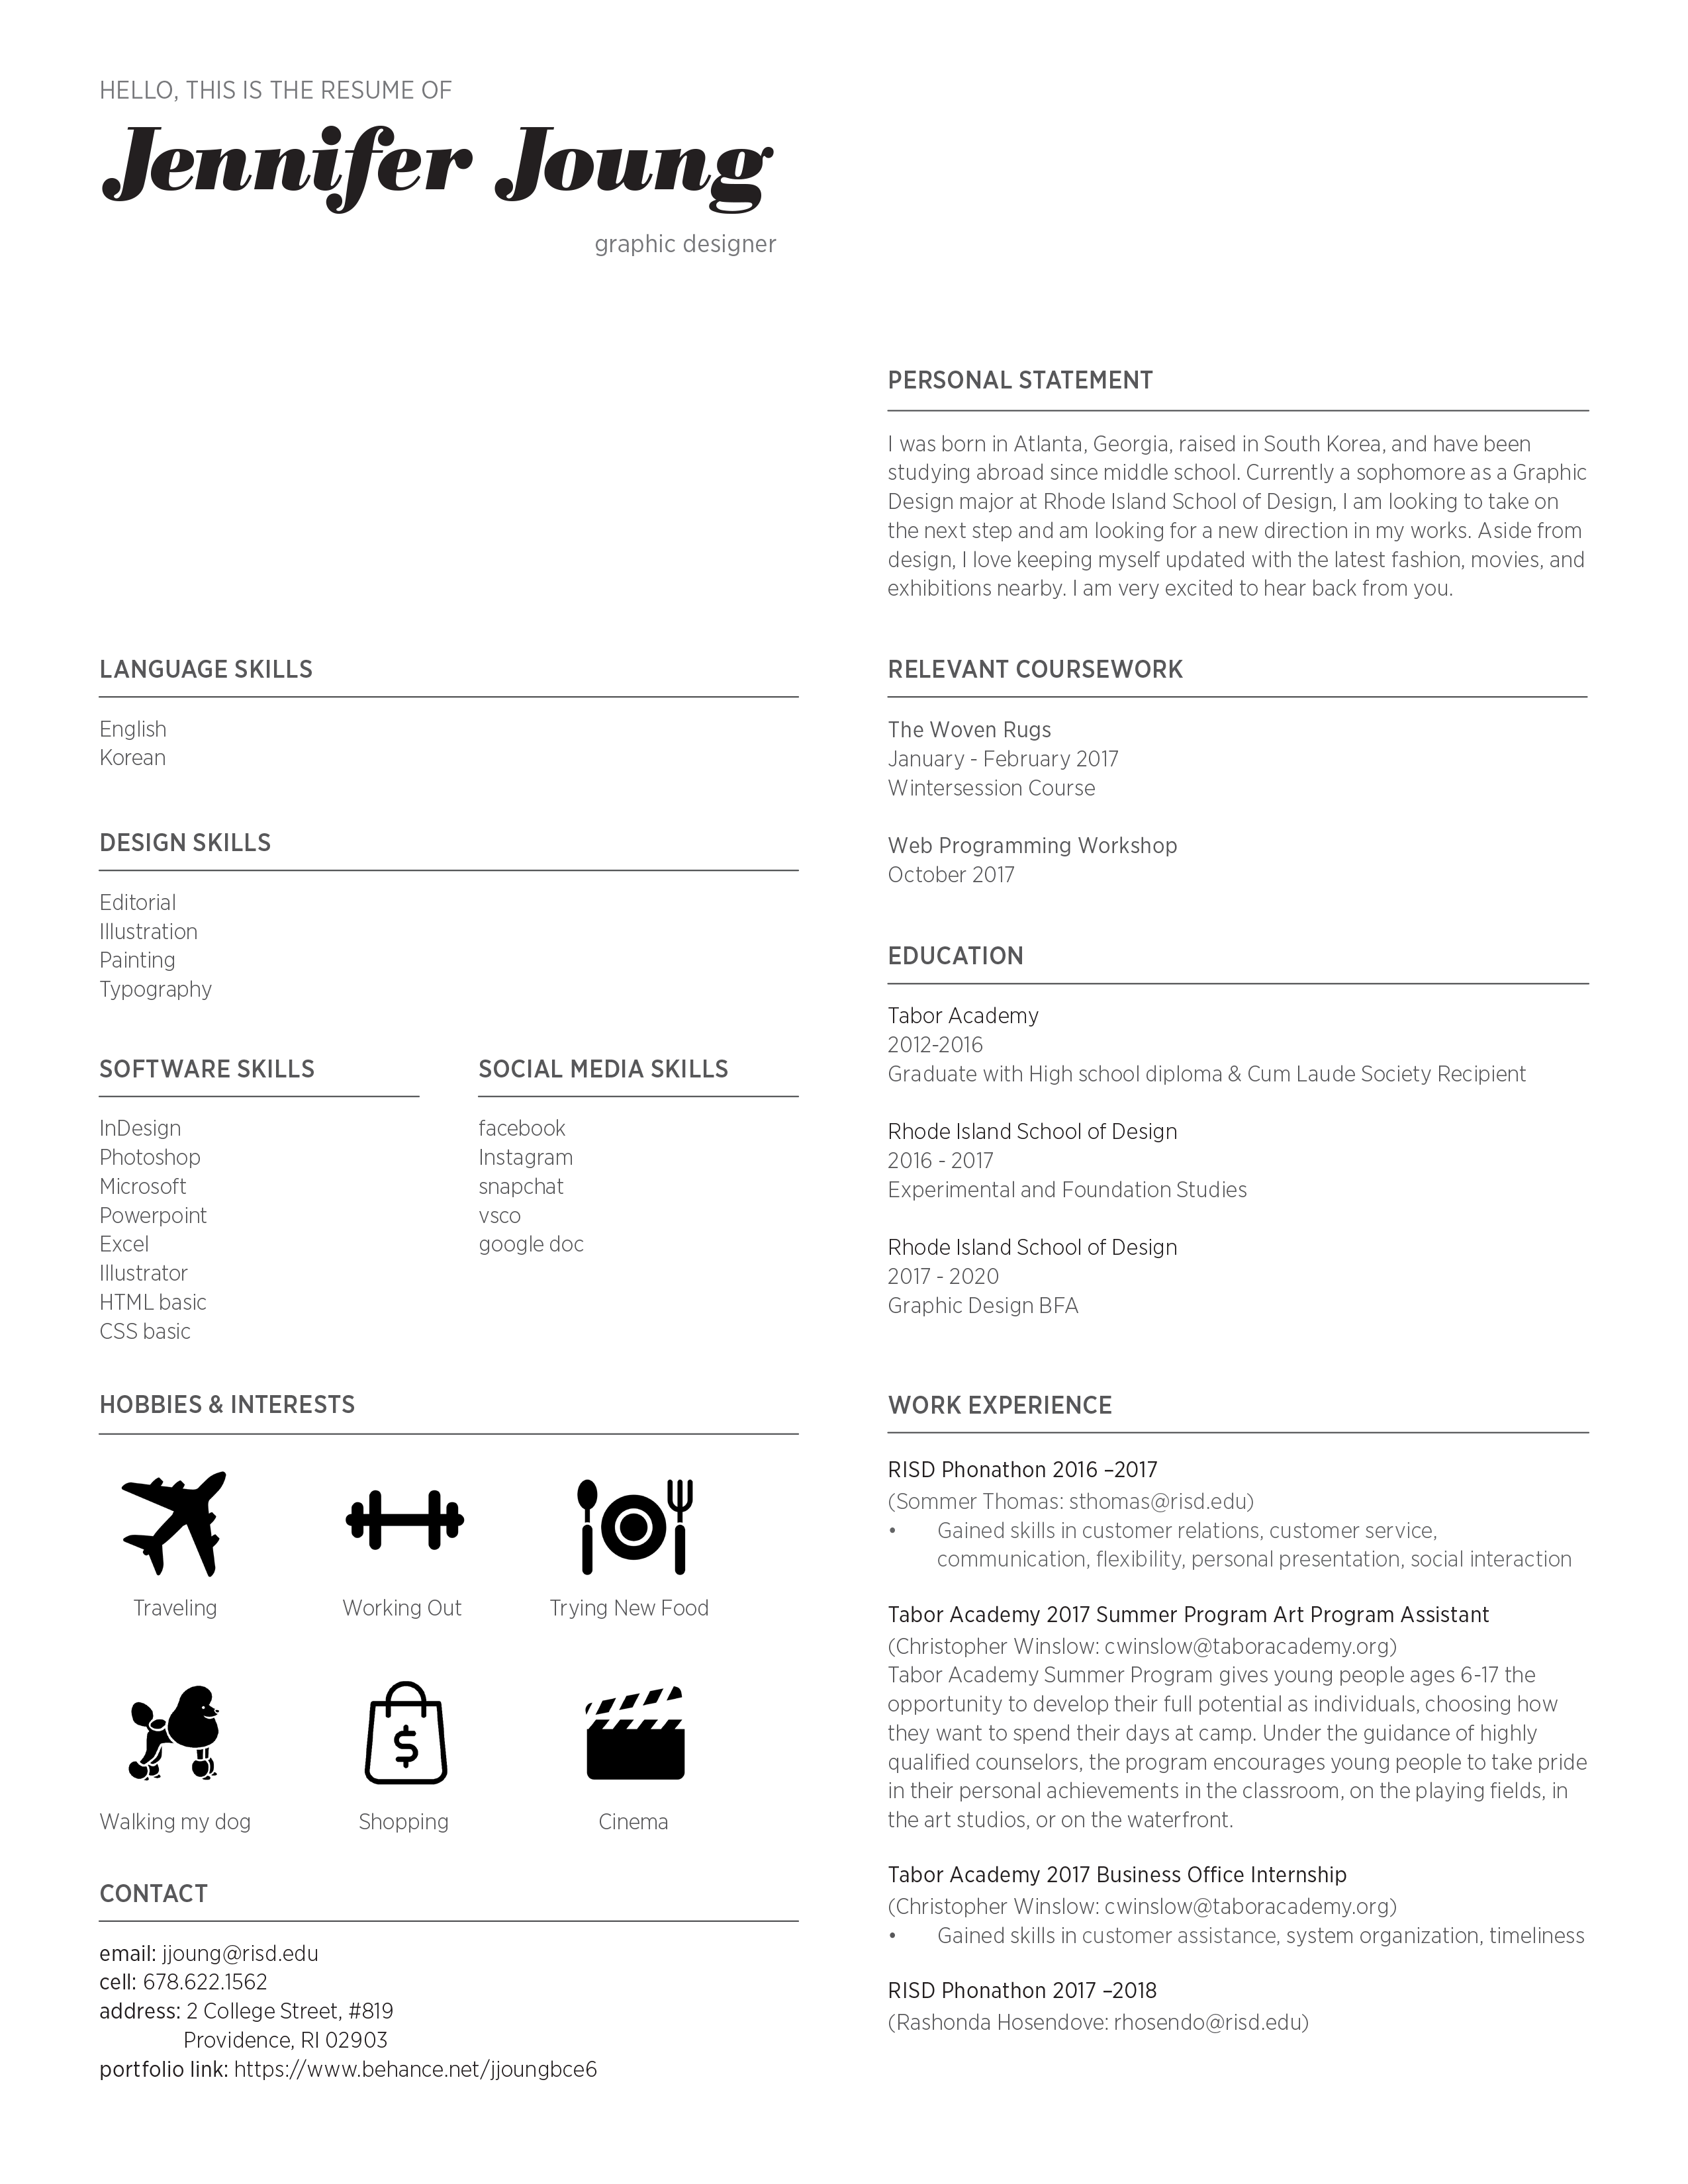 HELLO, THIS IS THE RESUME OF
Jennifer Joung
graphic designer
PERSONAL STATEMENT
I was born in Atlanta, Georgia, raised in South Korea, and have been
studying abroad since middle school. Currently a sophomore as a Graphic
Design major at Rhode Island School of Design, I am looking to take on
the next step and am looking for a new direction in my works. Aside from
design, I love keeping myself updated with the latest fashion, movies, and
exhibitions nearby. I am very excited to hear back from you.
LANGUAGE SKILLS
English
Korean
DESIGN SKILLS
Editorial
Illustration
Painting
Typography
SOFTWARE SKILLS
InDesign
Photoshop
Microsoft
Powerpoint
Excel
Illustrator
HTML basic
CSS basic
SOCIAL MEDIA SKILLS
facebook
Instagram
snapchat
vsco
google doc
HOBBIES & INTERESTS
Traveling
Working Out
Trying New Food
$
Walking my dog
Shopping
Cinema
CONTACT
email: jjoung@risd.edu
cell: 678.622.1562
address: 2 College Street, #819
Providence, RI 02903
portfolio link: https://www.behance.net/jjoungbce6
RELEVANT COURSEWORK
The Woven Rugs
January - February 2017
Wintersession Course
Web Programming Workshop
October 2017
EDUCATION
Tabor Academy
2012-2016
Graduate with High school diploma & Cum Laude Society Recipient
Rhode Island School of Design
2016 - 2017
Experimental and Foundation Studies
Rhode Island School of Design
2017 - 2020
Graphic Design BFA
WORK EXPERIENCE
RISD Phonathon 2016 –2017
(Sommer Thomas: sthomas@risd.edu)
• Gained skills in customer relations, customer service,
communication, flexibility, personal presentation, social interaction
Tabor Academy 2017 Summer Program Art Program Assistant
(Christopher Winslow: cwinslow@taboracademy.org)
Tabor Academy Summer Program gives young people ages 6-17 the
opportunity to develop their full potential as individuals, choosing how
they want to spend their days at camp. Under the guidance of highly
qualified counselors, the program encourages young people to take pride
in their personal achievements in the classroom, on the playing fields, in
the art studios, or on the waterfront.
Tabor Academy 2017 Business Office Internship
(Christopher Winslow: cwinslow@taboracademy.org)
• Gained skills in customer assistance, system organization, timeliness
RISD Phonathon 2017 –2018
(Rashonda Hosendove: rhosendo@risd.edu)